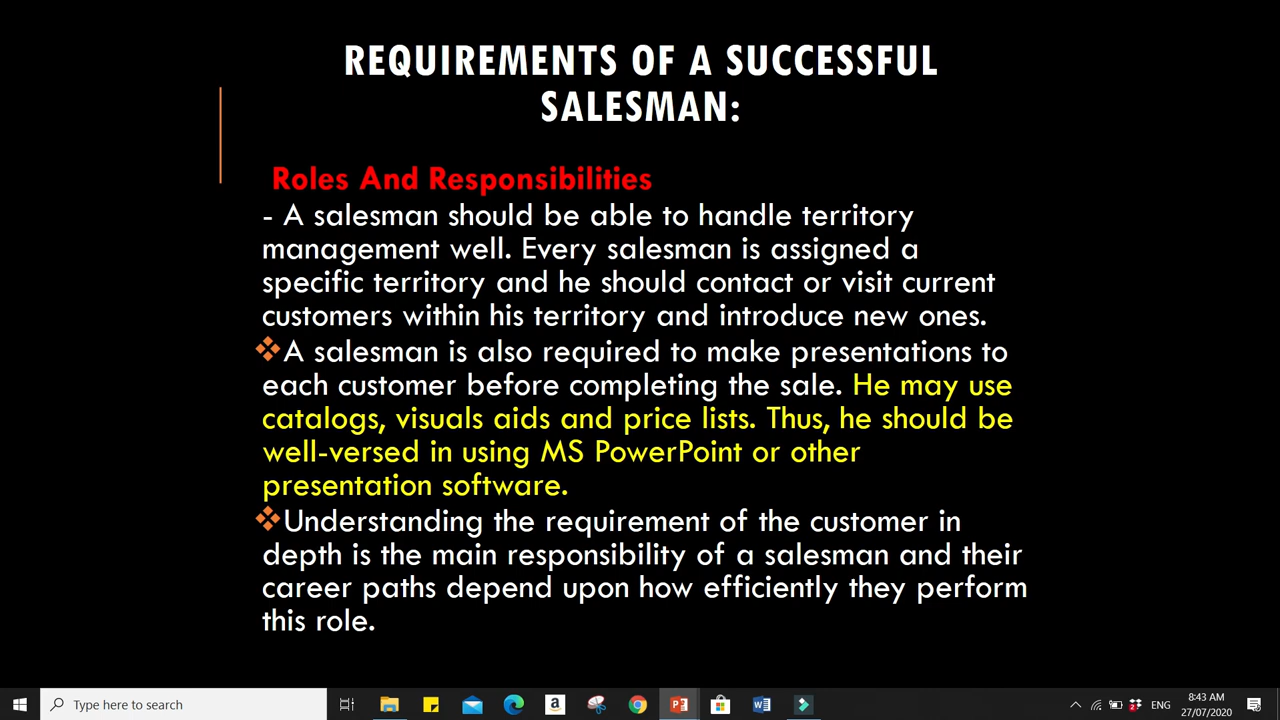 REQUIREMENTS OF A SUCCESSFUL
SALESMAN:
Roles And Responsibilities
- A salesman should be able to handle territory
management well. Every salesman is assigned a
specific territory and he should contact or visit current
customers within his territory and introduce new ones.
❖A salesman is also required to make presentations to
each customer before completing the sale. He may use
catalogs, visuals aids and price lists. Thus, he should be
well-versed in using MS PowerPoint or other
presentation software.
❖Understanding the requirement of the customer in
depth is the main responsibility of a salesman and their
career paths depend upon how efficiently they perform
this role.
Type here to search
ENG
8:43 AM
27/07/2020